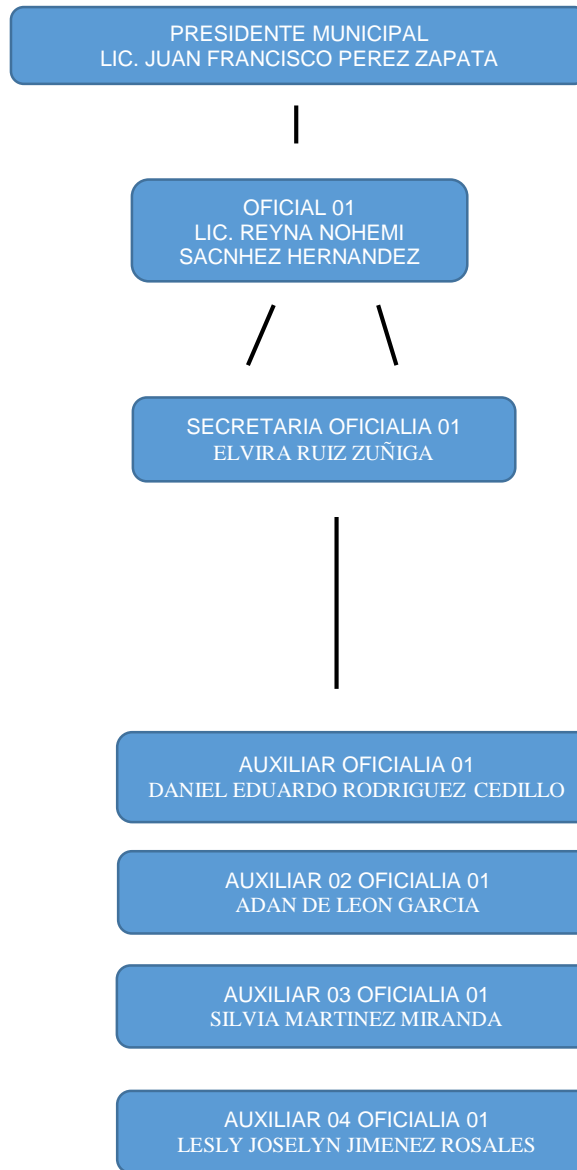 PRESIDENTE MUNICIPAL
LIC. JUAN FRANCISCO PEREZ ZAPATA
OFICIAL 01
LIC. REYNA NOHEMI
SACNHEZ HERNANDEZ
SECRETARIA OFICIALIA 01
ELVIRA RUIZ ZUÑIGA
AUXILIAR OFICIALIA 01
DANIEL EDUARDO RODRIGUEZ CEDILLO
AUXILIAR 02 OFICIALIA 01
ADAN DE LEON GARCIA
AUXILIAR 03 OFICIALIA 01
SILVIA MARTINEZ MIRANDA
AUXILIAR 04 OFICIALIA 01
LESLY JOSELYN JIMENEZ ROSALES